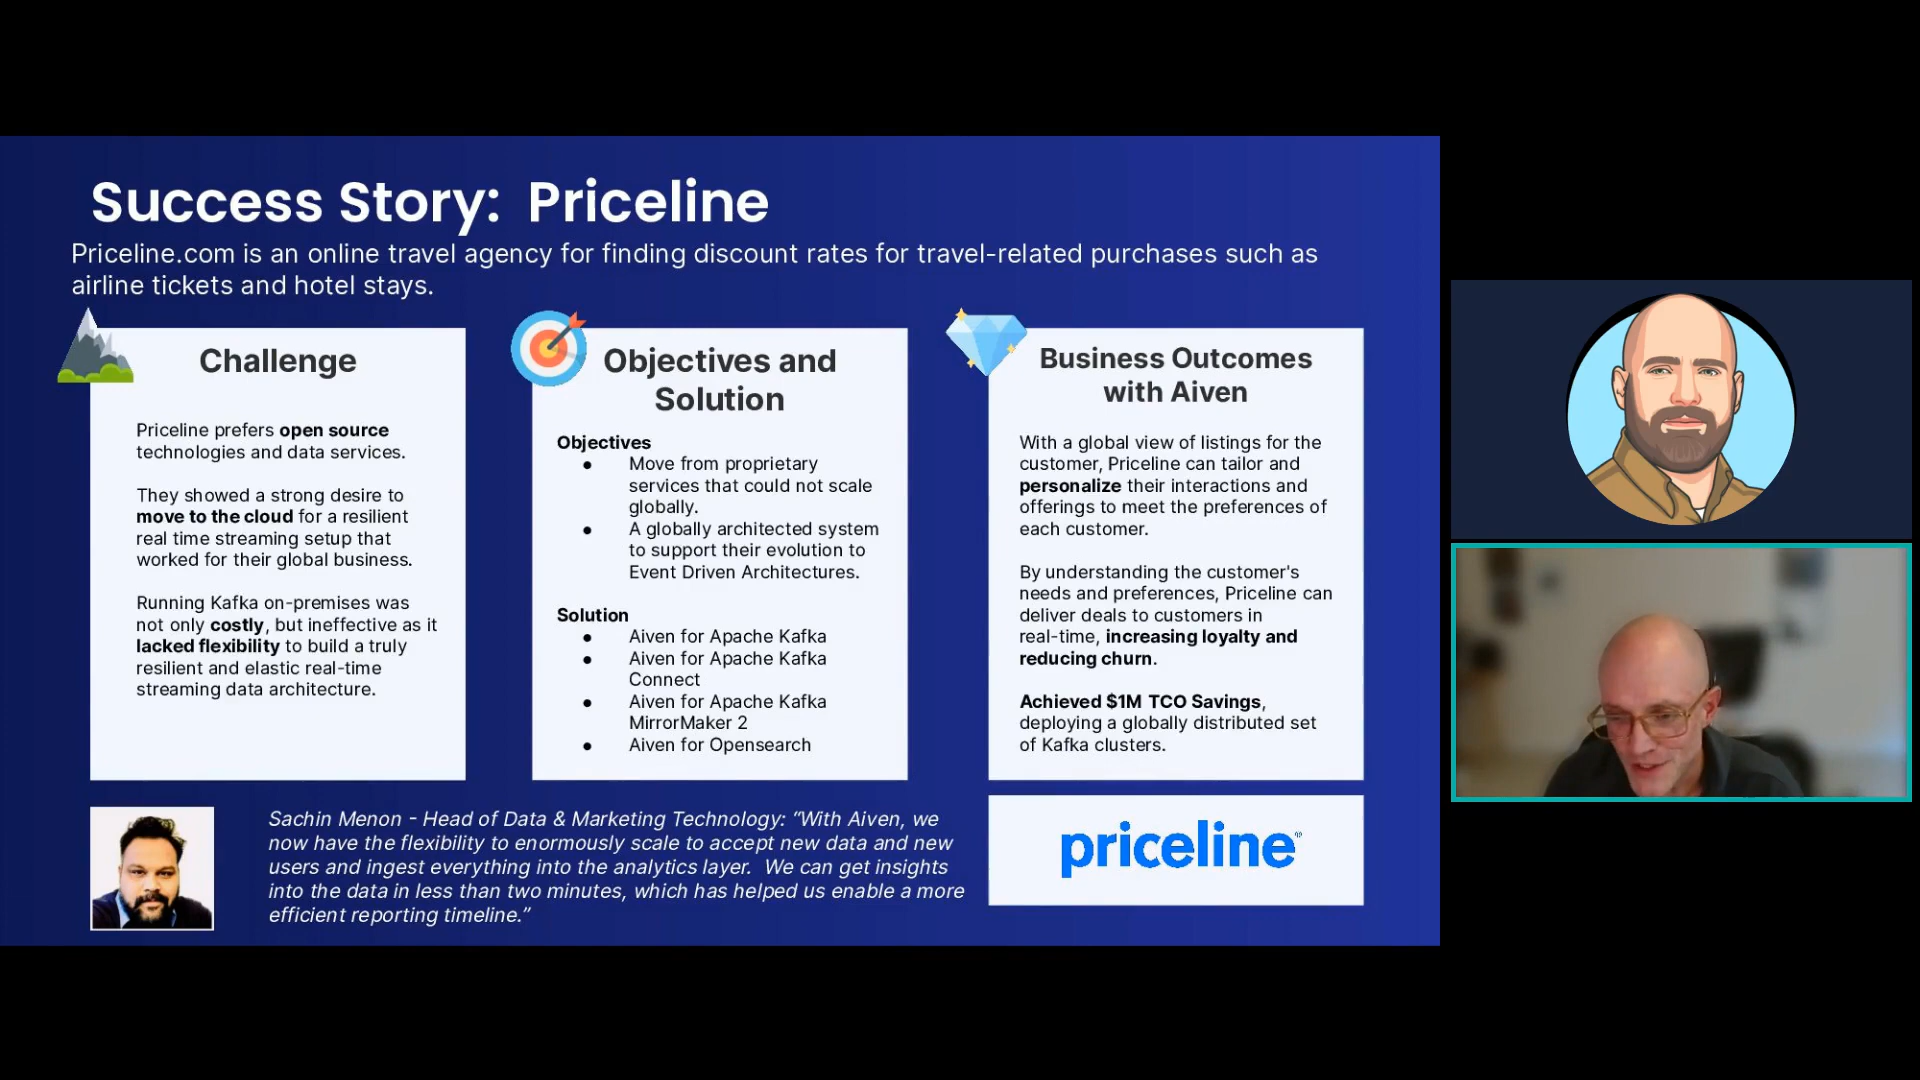 Success Story:  Priceline
Priceline.com is an online travel agency for finding discount rates for travel-related purchases such as
airline tickets and hotel stays.
Challenge
Priceline prefers open source
technologies and data services.
They showed a strong desire to
move to the cloud for a resilient
real time streaming setup that
worked for their global business.
Running Kafka on-premises was
not only costly, but ineffective as it
lacked flexibility to build a truly
resilient and elastic real-time
streaming data architecture.
Objectives and
Solution
Objectives
● Move from proprietary
services that could not scale
globally.
● A globally architected system
to support their evolution to
Event Driven Architectures.
Solution
● Aiven for Apache Kafka
● Aiven for Apache Kafka
Connect
● Aiven for Apache Kafka
MirrorMaker 2
● Aiven for Opensearch
Business Outcomes
with Aiven
With a global view of listings for the
customer, Priceline can tailor and
personalize their interactions and
offerings to meet the preferences of
each customer.
By understanding the customer's
needs and preferences, Priceline can
deliver deals to customers in
real-time, increasing loyalty and
reducing churn.
Achieved $1M TCO Savings,
deploying a globally distributed set
of Kafka clusters.
Sachin Menon - Head of Data & Marketing Technology: “With Aiven, we
now have the flexibility to enormously scale to accept new data and new
users and ingest everything into the analytics layer.  We can get insights
into the data in less than two minutes, which has helped us enable a more
efficient reporting timeline.”
priceline®